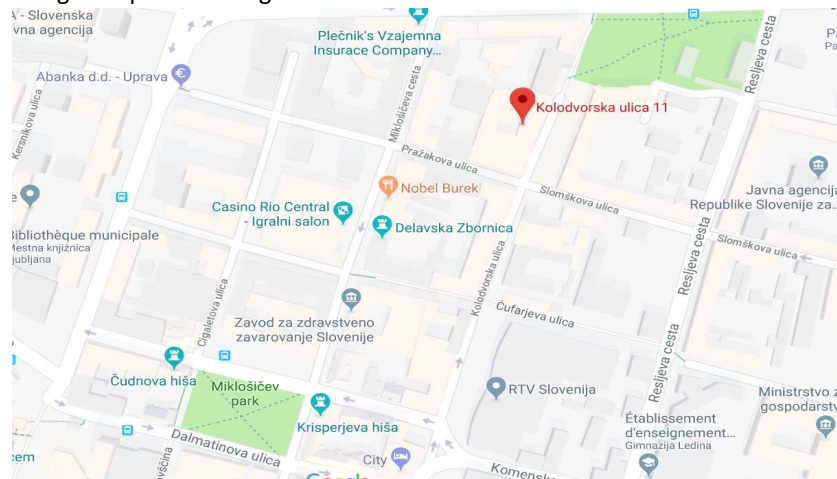 A - Slovenska
vna agencija
Plečnik's Vzajemna
Insurace Company...
Abanka d.d. - Uprava
Kersnikova ulica
Miklošičeva cesta
Kolodvorska ulica 11
Resljeva cesta
Pražakova ulica
Nobel Burek
Slomškova ulica
Javna agencija
Republike Slovenije za...
Casino Rio Central
- Igralni salon
Delavska Zbornica
Bibliothèque municipale
Mestna knjižnica
Ljubljana
Slomškova ulica
Resljeva cesta
Kolodvorska ulica
Cigaletova ulica
Zavod za zdravstveno
zavarovanje Slovenije
Čufarjeva ulica
Čudnova hiša
Miklošičev
park
RTV Slovenija
Resljeva cesta
Ministrstvo z
gospodarstv
Krisperjeva hiša
Établissement
d'enseignement...
Gimnazija Ledina
Dalmatinova ulica
City
Komensk